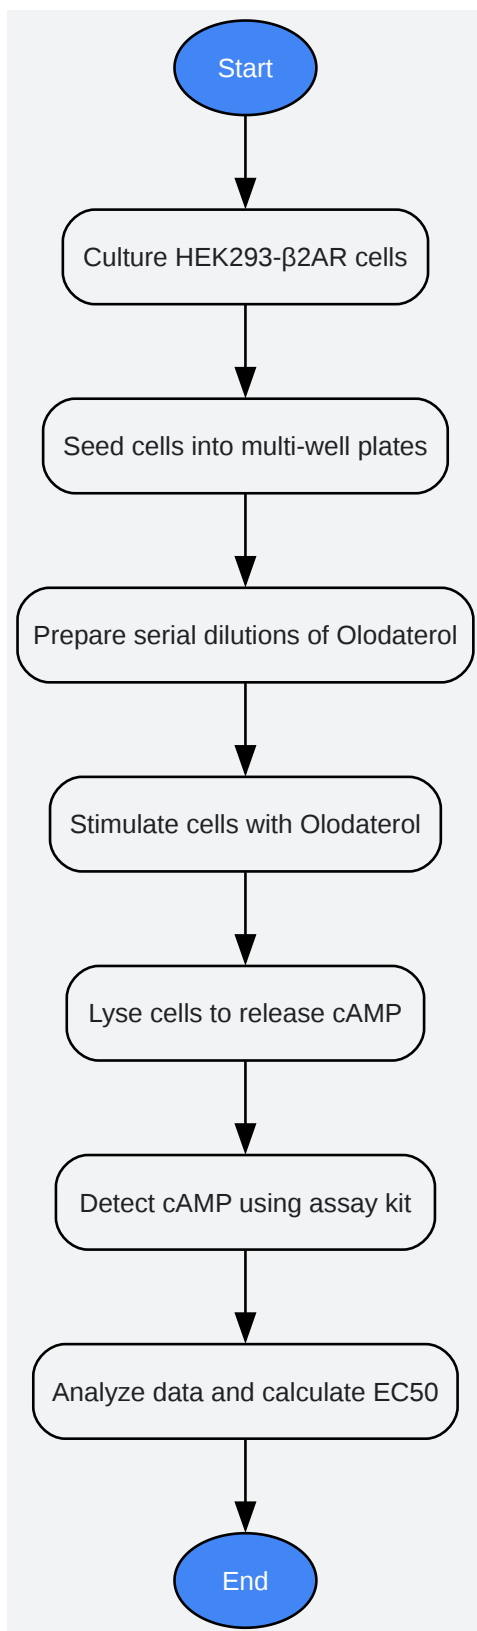 Start
Culture HEK293-β2AR cells
Seed cells into multi-well plates
Prepare serial dilutions of Olodaterol
Stimulate cells with Olodaterol
Lyse cells to release cAMP
Detect cAMP using assay kit
Analyze data and calculate EC50
End